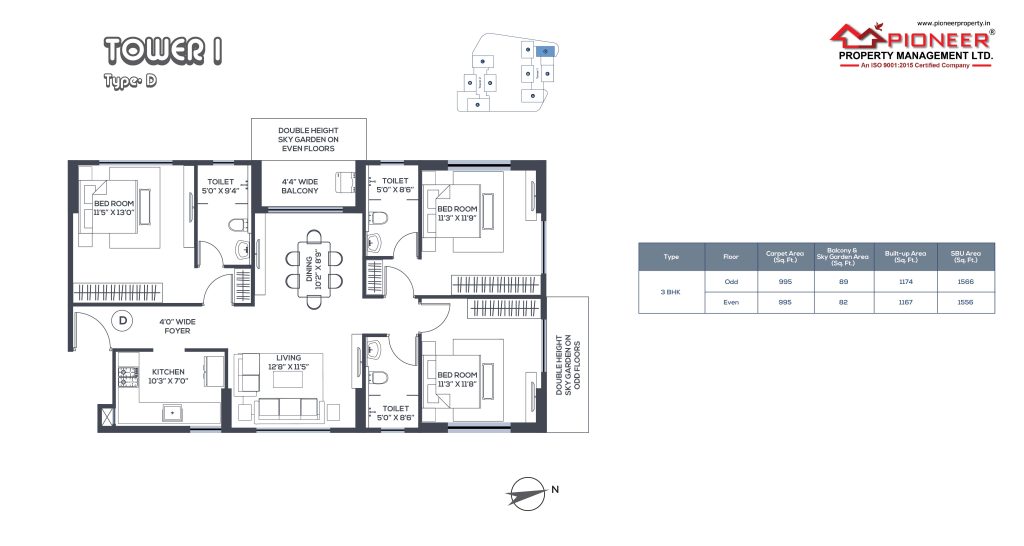 TOWER 1
Type- D
www.pioneerproperty.in
PIONEER®
PROPERTY MANAGEMENT LTD.
An ISO 9001:2015 Certified Company
DOUBLE HEIGHT
SKY GARDEN ON
EVEN FLOORS
4'4" WIDE
BALCONY
BED ROOM
11'5" X 13'0"
TOILET
5'0" X 9'4"
TOILET
5'0" X 8'6"
BED ROOM
11'3" X 11'9"
DINING
10'2" X 8'9"
D
4'0" WIDE
FOYER
KITCHEN
10'3" X 7'0"
LIVING
12'8" X 11'5"
TOILET
5'0" X 8'6"
BED ROOM
11'3" X 11'8"
DOUBLE HEIGHT
SKY GARDEN ON
ODD FLOORS
N
Type Floor Carpet Area (Sq. Ft.) Balcony & Sky Garden Area (Sq. Ft.) Built-up Area (Sq. Ft.) SBU Area (Sq. Ft.)
3 BHK Odd 995 89 1174 1566
Even 995 82 1167 1556